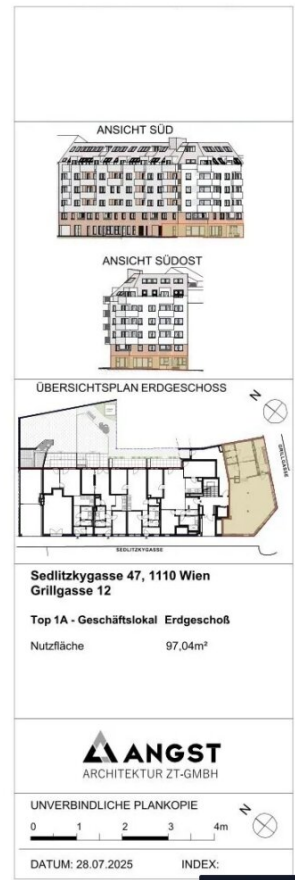 ANSICHT SÜD
ANSICHT SÜDOST
ÜBERSICHTSPLAN ERDGESCHOSS
N
GRILLGASSE
SEDLITZKYGASSE
Sedlitzkygasse 47, 1110 Wien
Grillgasse 12
Top 1A - Geschäftslokal Erdgeschoß
Nutzfläche 97,04m²
ANGST
ARCHITEKTUR ZT-GMBH
UNVERBINDLICHE PLANKOPIE
N
0 1 2 3 4m
DATUM: 28.07.2025 INDEX: